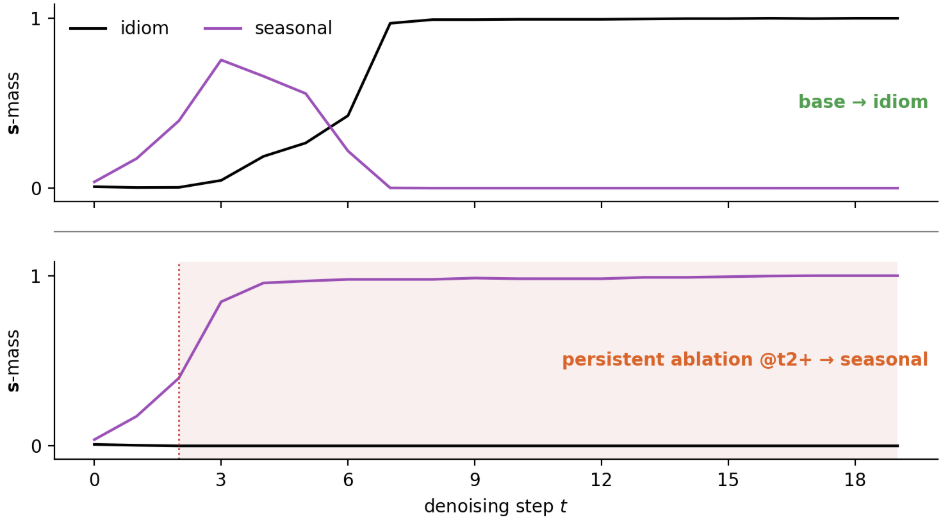 idiom seasonal
1
0
s-mass
base → idiom
1
0
s-mass
persistent ablation @t2+ → seasonal
0 3 6 9 12 15 18
denoising step t